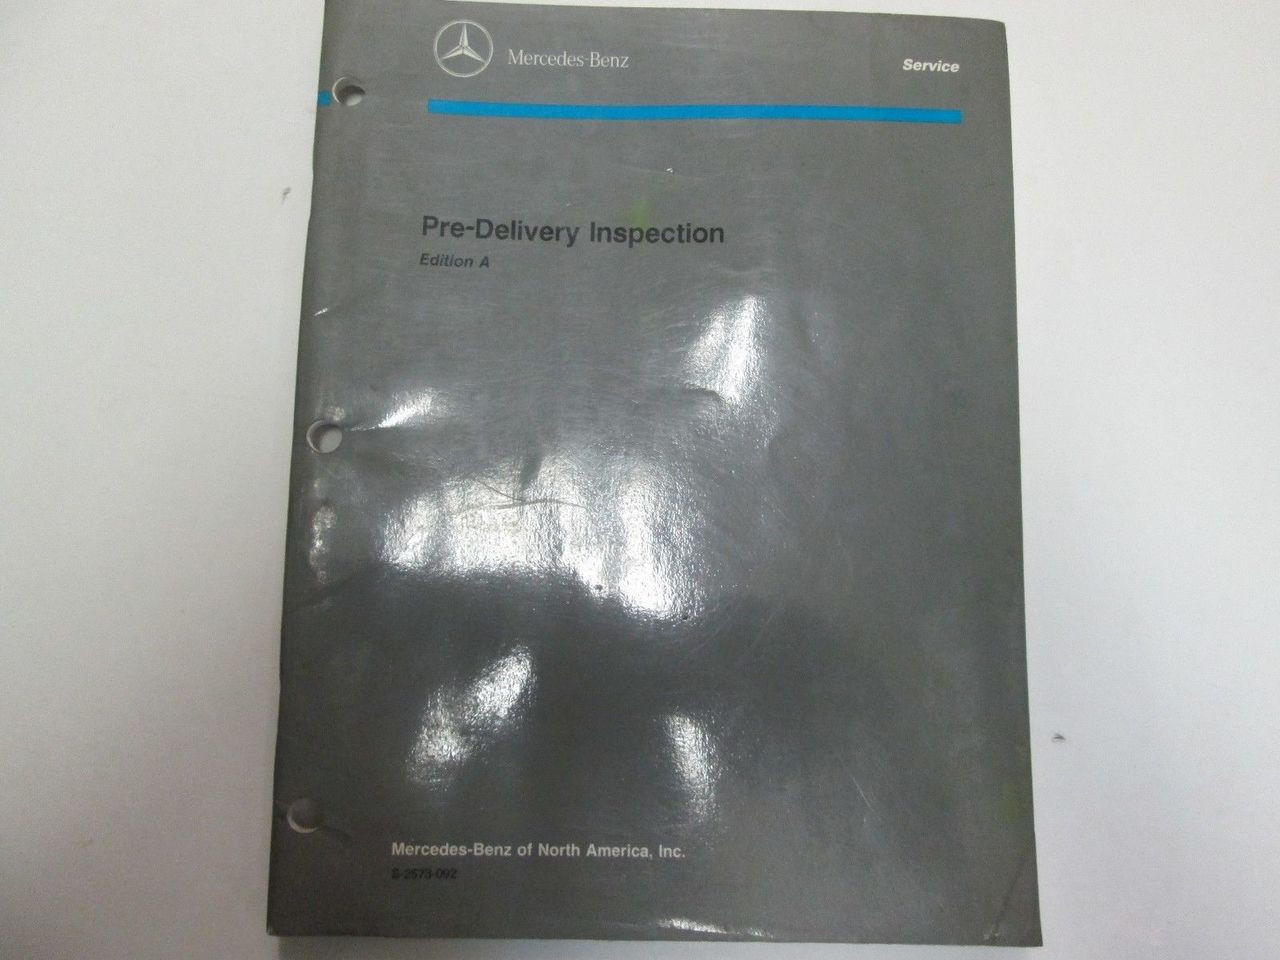 Mercedes-Benz
Service
Pre-Delivery Inspection
Edition A
Mercedes-Benz of North America, Inc.
S-2573-092